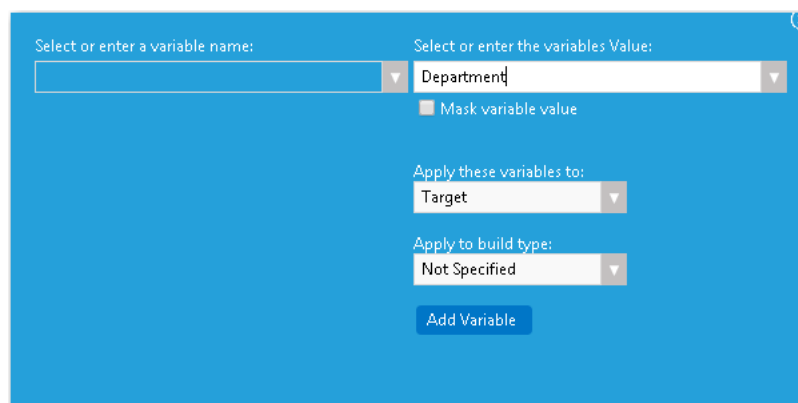 Select or enter a variable name:
Select or enter the variables Value:
Department
Mask variable value
Apply these variables to:
Target
Apply to build type:
Not Specified
Add Variable